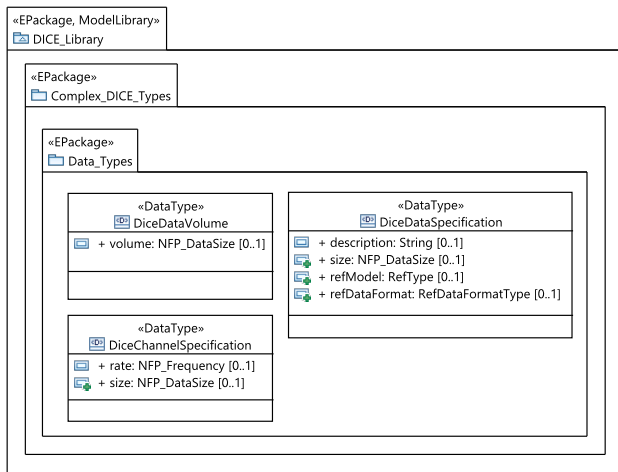 «EPackage, ModelLibrary»
DICE_Library
«EPackage»
Complex_DICE_Types
«EPackage»
Data_Types
«DataType»
DiceDataVolume
+ volume: NFP_DataSize [0..1]
«DataType»
DiceDataSpecification
+ description: String [0..1]
+ size: NFP_DataSize [0..1]
+ refModel: RefType [0..1]
+ refDataFormat: RefDataFormatType [0..1]
«DataType»
DiceChannelSpecification
+ rate: NFP_Frequency [0..1]
+ size: NFP_DataSize [0..1]